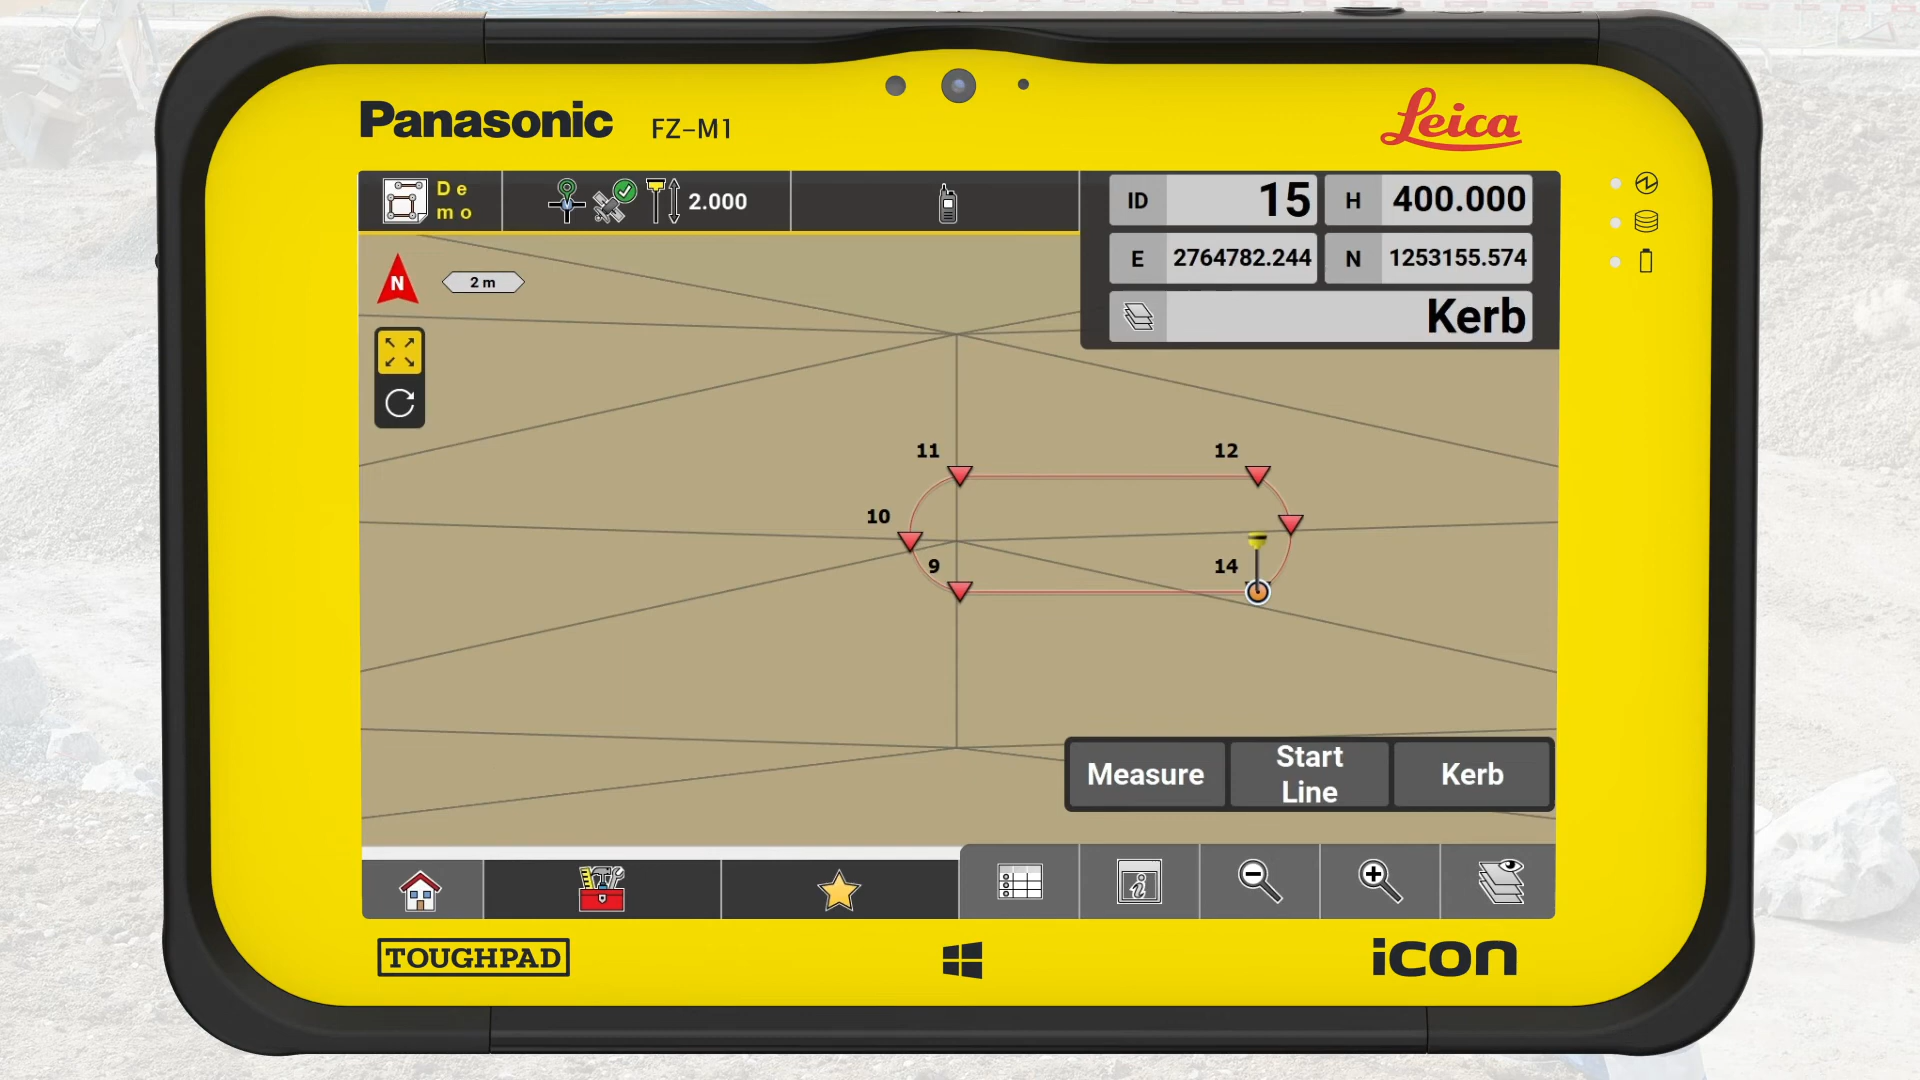 Panasonic FZ-M1
Leica
De
mo
2.000
ID 15 H 400.000
E 2764782.244 N 1253155.574
Kerb
N
2 m
11
12
10
9
14
Measure
Start
Line
Kerb
TOUGHPAD
icon